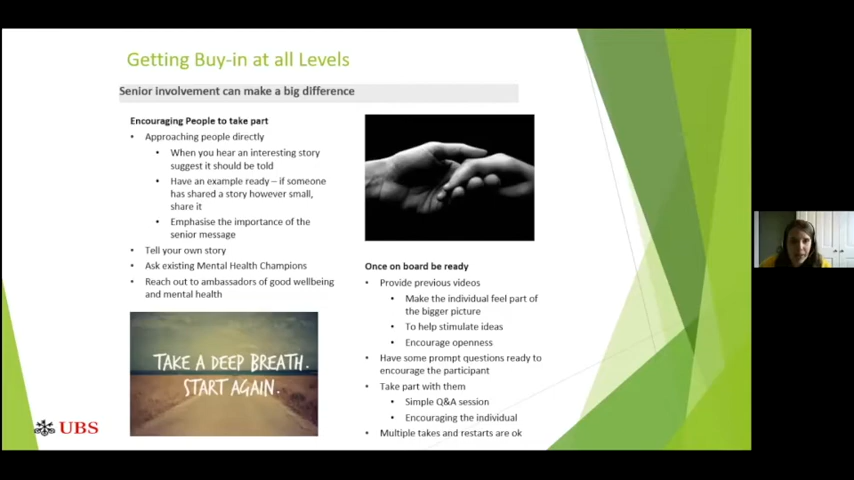 Getting Buy-in at all Levels
Senior involvement can make a big difference
Encouraging People to take part
• Approaching people directly
• When you hear an interesting story
suggest it should be told
• Have an example ready – if someone
has shared a story however small,
share it
• Emphasise the importance of the
senior message
• Tell your own story
• Ask existing Mental Health Champions
• Reach out to ambassadors of good wellbeing
and mental health
TAKE A DEEP BREATH.
START AGAIN.
UBS
Once on board be ready
• Provide previous videos
• Make the individual feel part of
the bigger picture
• To help stimulate ideas
• Encourage openness
• Have some prompt questions ready to
encourage the participant
• Take part with them
• Simple Q&A session
• Encouraging the individual
• Multiple takes and restarts are ok